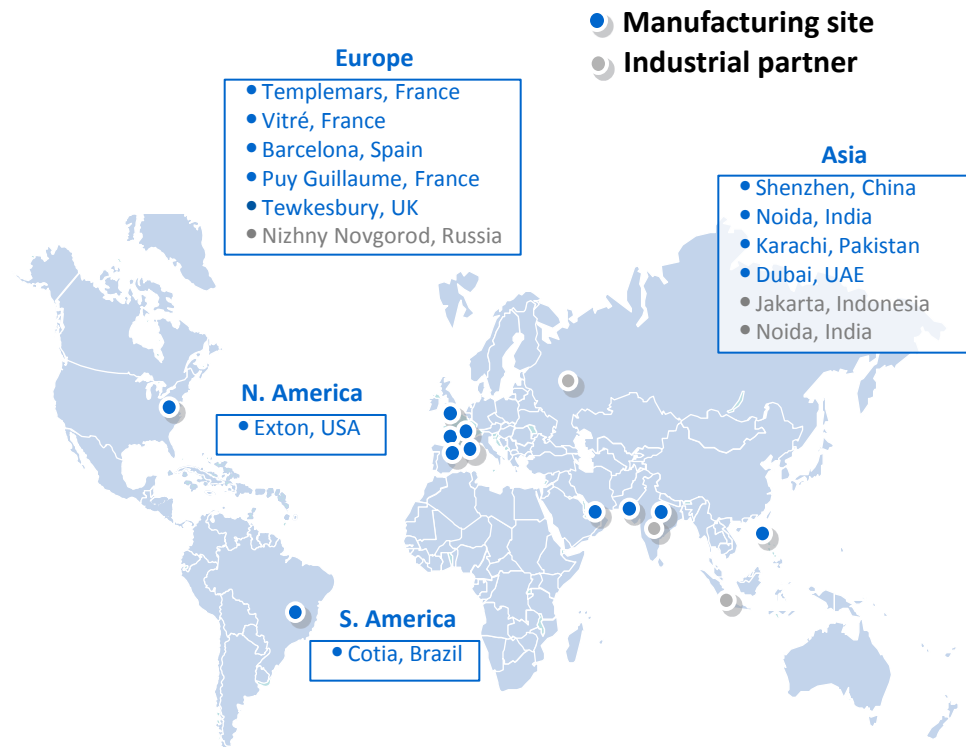 Manufacturing site
Industrial partner
Europe
• Templemars, France
• Vitré, France
• Barcelona, Spain
• Puy Guillaume, France
• Tewkesbury, UK
• Nizhny Novgorod, Russia
Asia
• Shenzhen, China
• Noida, India
• Karachi, Pakistan
• Dubai, UAE
• Jakarta, Indonesia
• Noida, India
N. America
• Exton, USA
S. America
• Cotia, Brazil